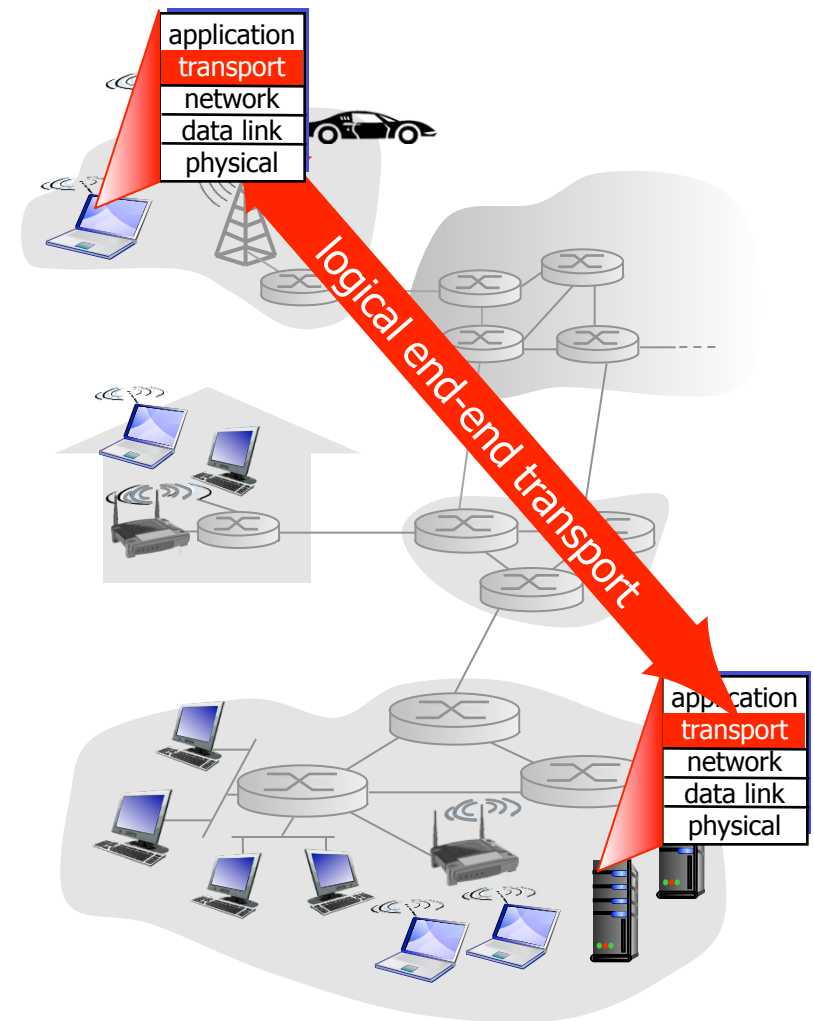 application
transport
network
data link
physical
logical end-end transport
application
transport
network
data link
physical